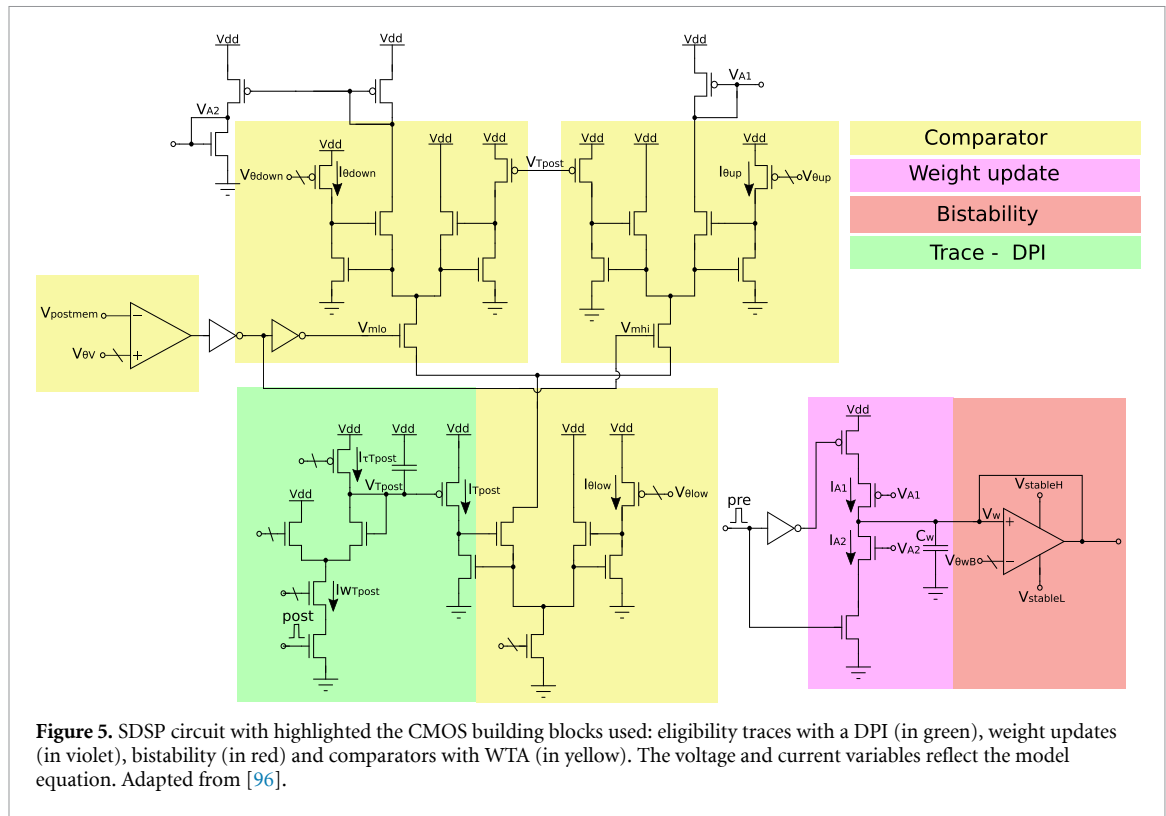 Vdd
Vdd
Vdd
VA2
VA1
Vdd
Vdd
Vdd
Vdd
Vdd
Vdd
Vθdown
Iθdown
VTpost
Iθup
Vθup
Comparator
Weight update
Bistability
Trace - DPI
Vpostmem
VθV
Vmlo
Vmhi
Vdd
Vdd
Vdd
Vdd
Vdd
Vdd
Vdd
IτTpost
VTpost
ITpost
Iθlow
Vθlow
IwTpost
post
pre
IA1
VA1
IA2
VA2
Cw
Vw
VstableH
VθwB
VstableL
Figure 5. SDSP circuit with highlighted the CMOS building blocks used: eligibility traces with a DPI (in green), weight updates
(in violet), bistability (in red) and comparators with WTA (in yellow). The voltage and current variables reflect the model
equation. Adapted from [96].